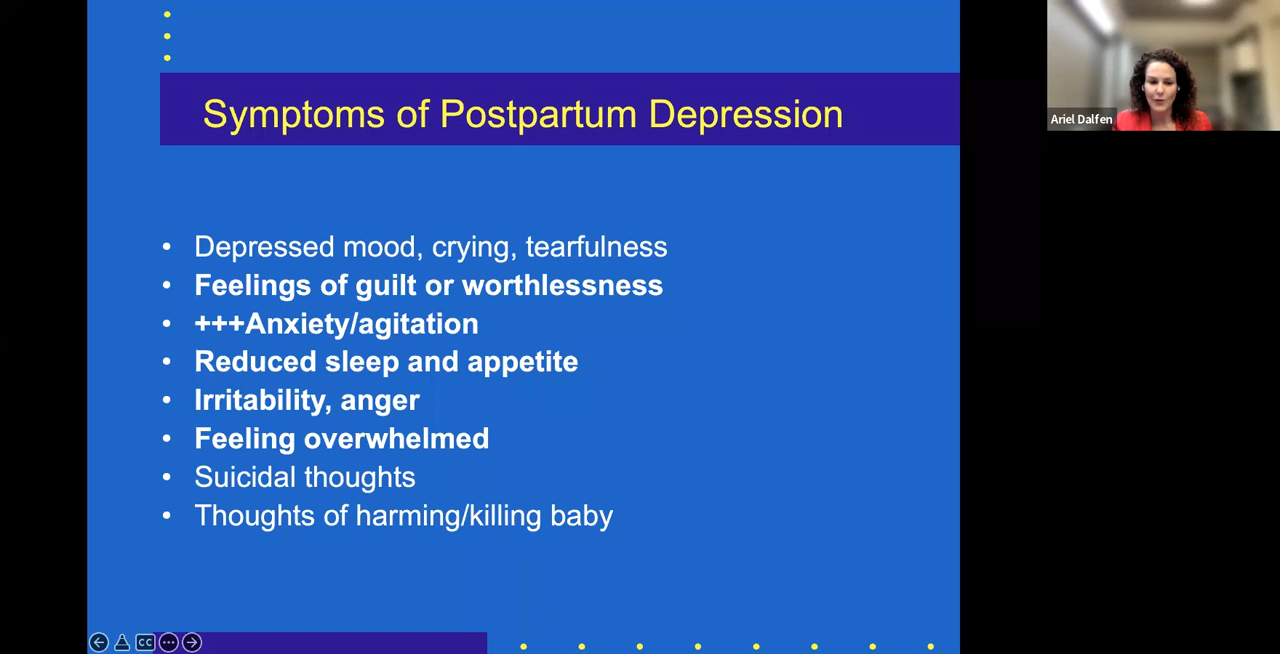 Symptoms of Postpartum Depression
Ariel Dalfen
• Depressed mood, crying, tearfulness
• Feelings of guilt or worthlessness
• +++Anxiety/agitation
• Reduced sleep and appetite
• Irritability, anger
• Feeling overwhelmed
• Suicidal thoughts
• Thoughts of harming/killing baby
CC